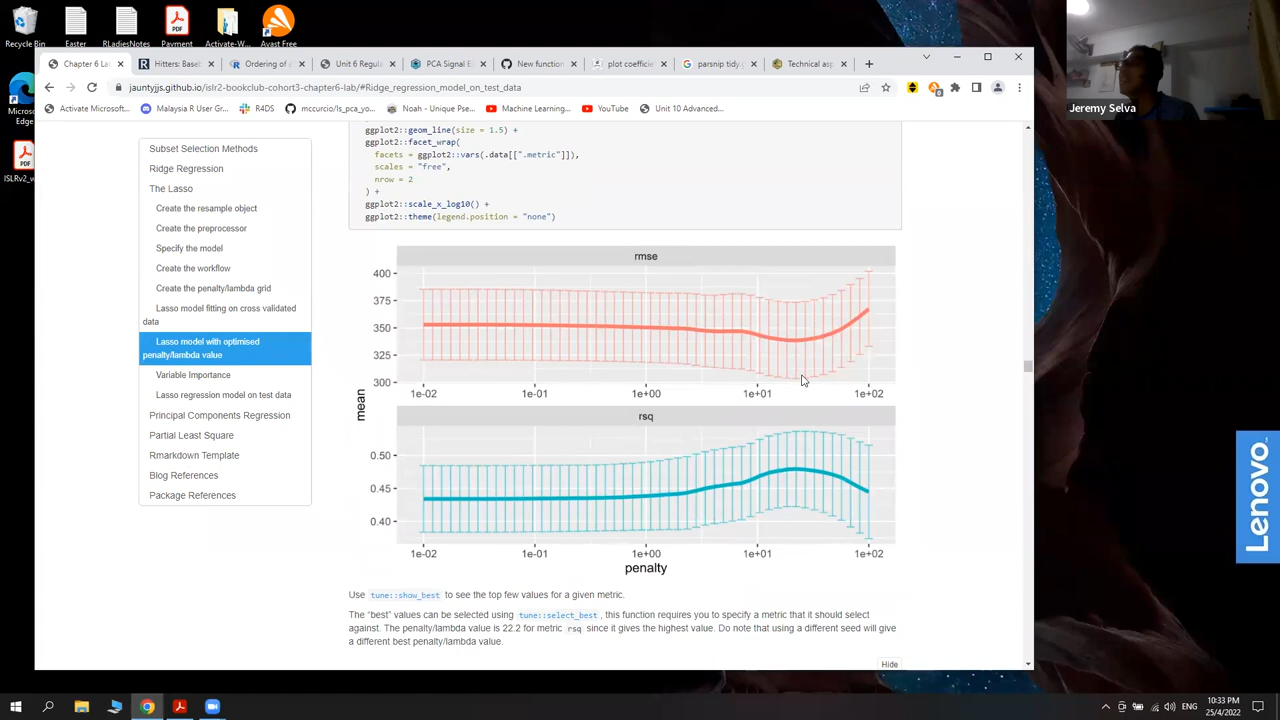 Recycle Bin
Easter
RLadiesNotes
Payment
Activate-W...
Avast Free
Chapter 6 La
Hitters: Baseb
Ordering of
Unit 6 Regula
PCA Signal E
New function
plot coefficie
parsnip tidy.
Technical asp
jauntyjjs.github.io/islr-bookclub-cohort3-chapter6-lab/#Ridge_regression_model_on_test_data
Activate Microsoft...
Malaysia R User Gr...
R4DS
mccurcio/ls_pca_yo...
Noah - Unique Pse...
Machine Learning...
YouTube
Unit 10 Advanced...
Jeremy Selva
Microsoft Edge
ISLRv2_w
Subset Selection Methods
Ridge Regression
The Lasso
Create the resample object
Create the preprocessor
Specify the model
Create the workflow
Create the penalty/lambda grid
Lasso model fitting on cross validated
data
Lasso model with optimised
penalty/lambda value
Variable Importance
Lasso regression model on test data
Principal Components Regression
Partial Least Square
Rmarkdown Template
Blog References
Package References
ggplot2::geom_line(size = 1.5) +
ggplot2::facet_wrap(
facets = ggplot2::vars(.data[[".metric"]]),
scales = "free",
nrow = 2
) +
ggplot2::scale_x_log10() +
ggplot2::theme(legend.position = "none")
rmse
400
375
350
325
300
1e-02 1e-01 1e+00 1e+01 1e+02
mean
rsq
0.50
0.45
0.40
1e-02 1e-01 1e+00 1e+01 1e+02
penalty
Use tune::show_best to see the top few values for a given metric.
The “best” values can be selected using tune::select_best, this function requires you to specify a metric that it should select
against. The penalty/lambda value is 22.2 for metric rsq since it gives the highest value. Do note that using a different seed will give
a different best penalty/lambda value.
Hide
Lenovo
ENG
10:33 PM
25/4/2022